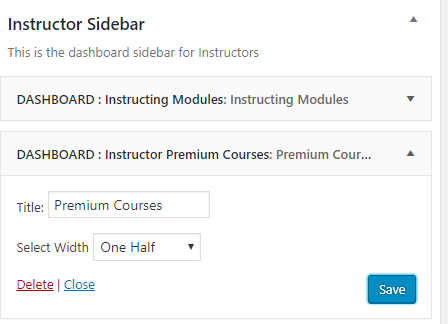 Instructor Sidebar
This is the dashboard sidebar for Instructors
DASHBOARD : Instructing Modules: Instructing Modules
DASHBOARD : Instructor Premium Courses: Premium Cour...
Title: Premium Courses
Select Width One Half
Delete | Close
Save